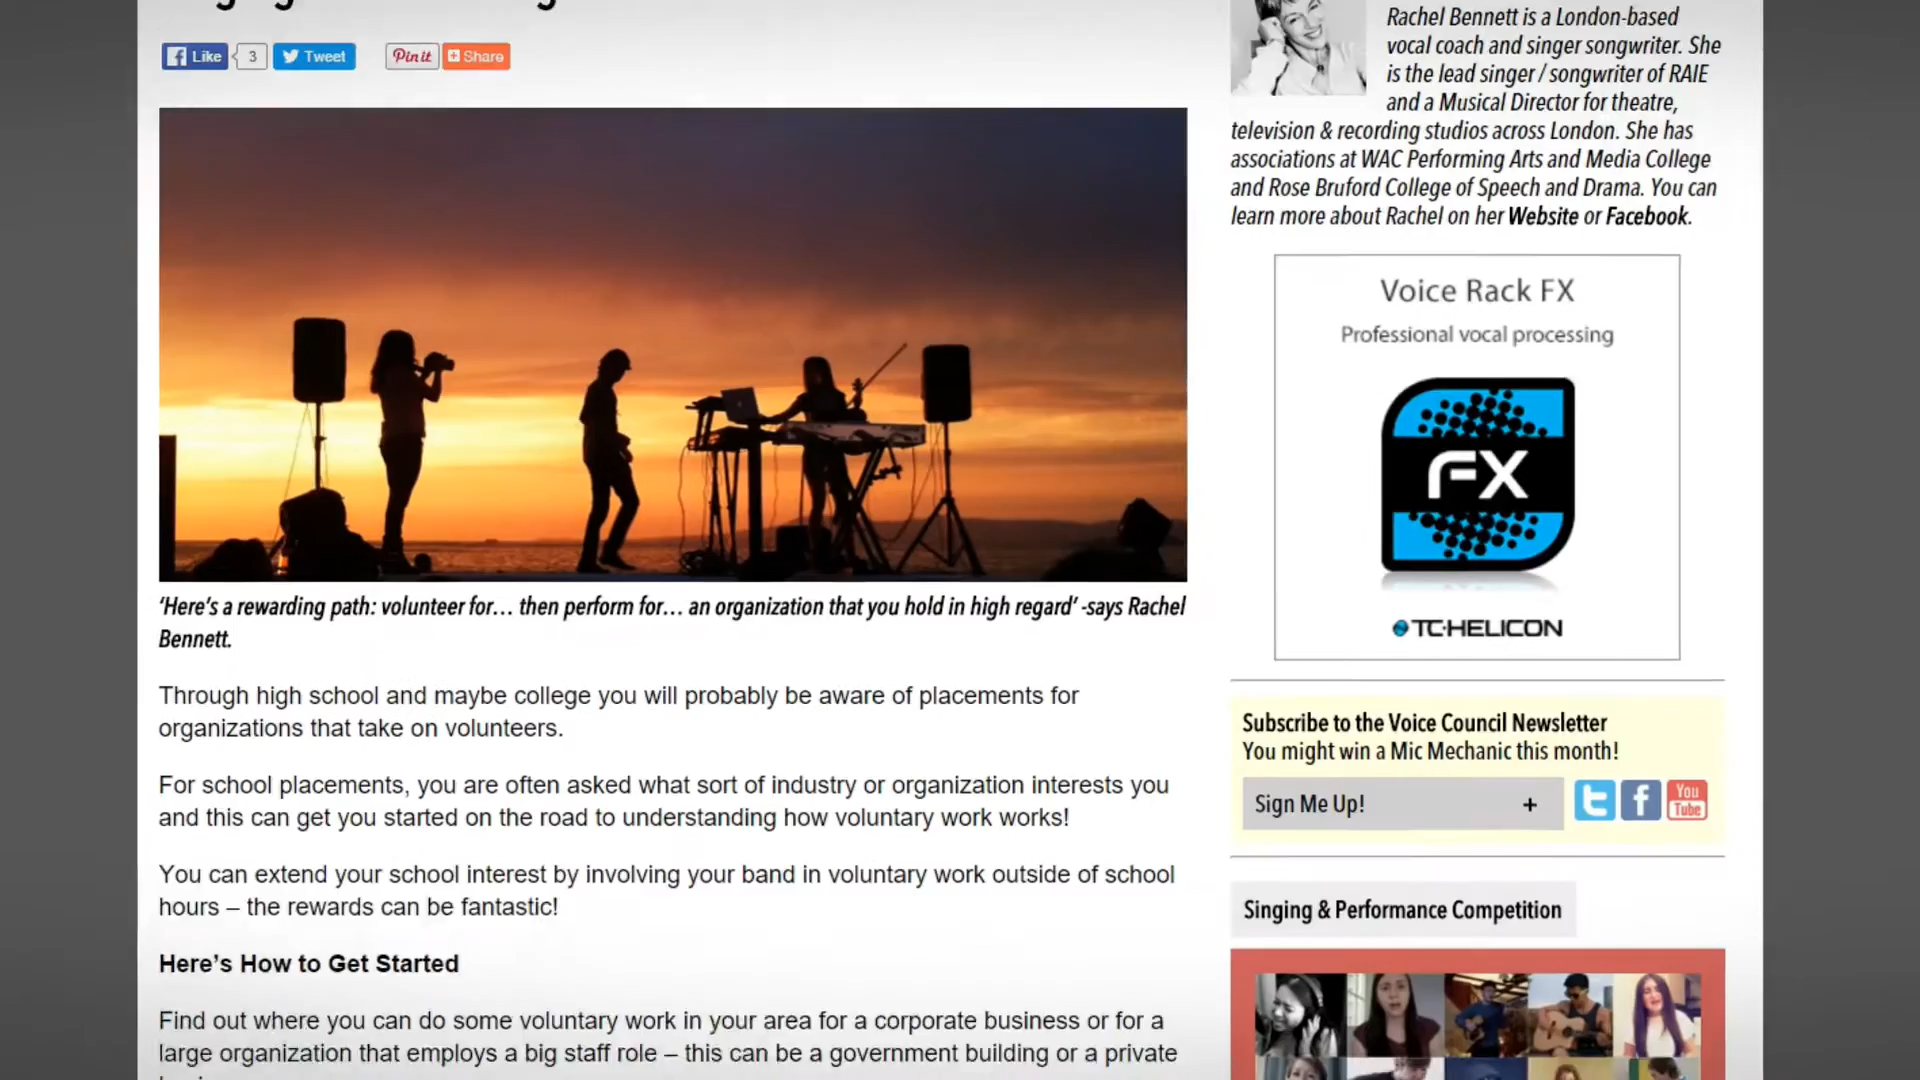 Like
3
Tweet
Pin it
Share
'Here's a rewarding path: volunteer for... then perform for... an organization that you hold in high regard' -says Rachel
Bennett.
Through high school and maybe college you will probably be aware of placements for
organizations that take on volunteers.
For school placements, you are often asked what sort of industry or organization interests you
and this can get you started on the road to understanding how voluntary work works!
You can extend your school interest by involving your band in voluntary work outside of school
hours – the rewards can be fantastic!
Here's How to Get Started
Find out where you can do some voluntary work in your area for a corporate business or for a
large organization that employs a big staff role – this can be a government building or a private
Rachel Bennett is a London-based
vocal coach and singer songwriter. She
is the lead singer / songwriter of RAIE
and a Musical Director for theatre,
television & recording studios across London. She has
associations at WAC Performing Arts and Media College
and Rose Bruford College of Speech and Drama. You can
learn more about Rachel on her Website or Facebook.
Voice Rack FX
Professional vocal processing
FX
TC·HELICON
Subscribe to the Voice Council Newsletter
You might win a Mic Mechanic this month!
Sign Me Up! +
You
Tube
Singing & Performance Competition